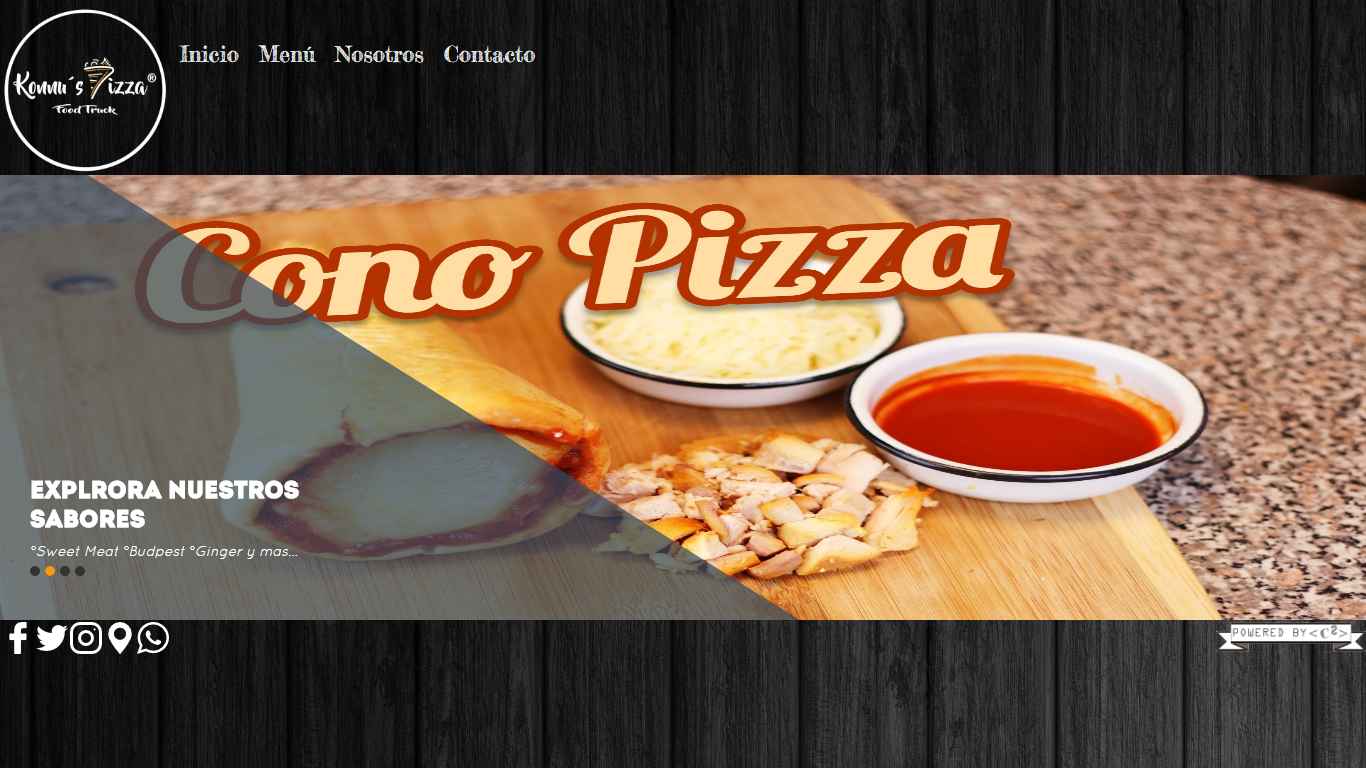 Konnu´s Pizza®
Food Truck
Inicio Menú Nosotros Contacto
Cono Pizza
EXPLRORA NUESTROS
SABORES
°Sweet Meat °Budpest °Ginger y mas...
POWERED BY<C²>